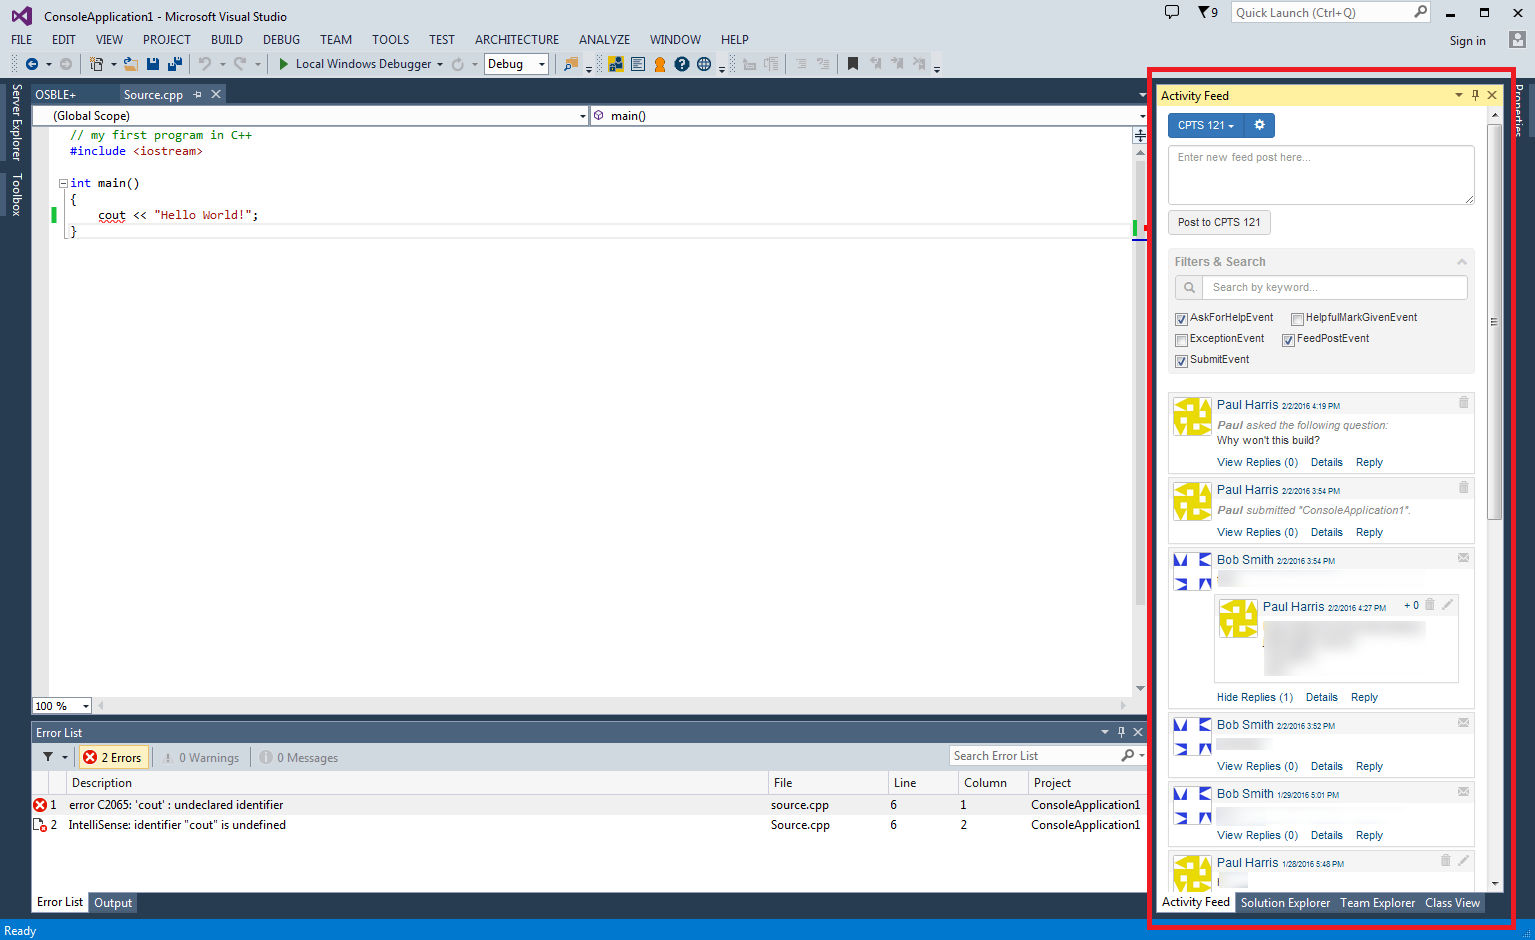 ConsoleApplication1 - Microsoft Visual Studio
9
Quick Launch (Ctrl+Q)
FILE EDIT VIEW PROJECT BUILD DEBUG TEAM TOOLS TEST ARCHITECTURE ANALYZE WINDOW HELP
Sign in
Local Windows Debugger
Debug
Server Explorer
Toolbox
OSBLE+
Source.cpp
(Global Scope)
main()
// my first program in C++
#include <iostream>
int main()
{
cout << "Hello World!";
}
100 %
Error List
2 Errors
0 Warnings
0 Messages
Search Error List
Description File Line Column Project
1 error C2065: 'cout' : undeclared identifier source.cpp 6 1 ConsoleApplication1
2 IntelliSense: identifier "cout" is undefined Source.cpp 6 2 ConsoleApplication1
Error List Output
Ready
Activity Feed
Properties
CPTS 121
Enter new feed post here...
Post to CPTS 121
Filters & Search
Search by keyword...
AskForHelpEvent HelpfulMarkGivenEvent
ExceptionEvent FeedPostEvent
SubmitEvent
Paul Harris 2/2/2016 4:19 PM
Paul asked the following question:
Why won't this build?
View Replies (0) Details Reply
Paul Harris 2/2/2016 3:54 PM
Paul submitted "ConsoleApplication1".
View Replies (0) Details Reply
Bob Smith 2/2/2016 3:54 PM
Paul Harris 2/2/2016 4:27 PM + 0
Hide Replies (1) Details Reply
Bob Smith 2/2/2016 3:52 PM
View Replies (0) Details Reply
Bob Smith 1/29/2016 5:01 PM
View Replies (0) Details Reply
Paul Harris 1/28/2016 5:48 PM
Activity Feed Solution Explorer Team Explorer Class View